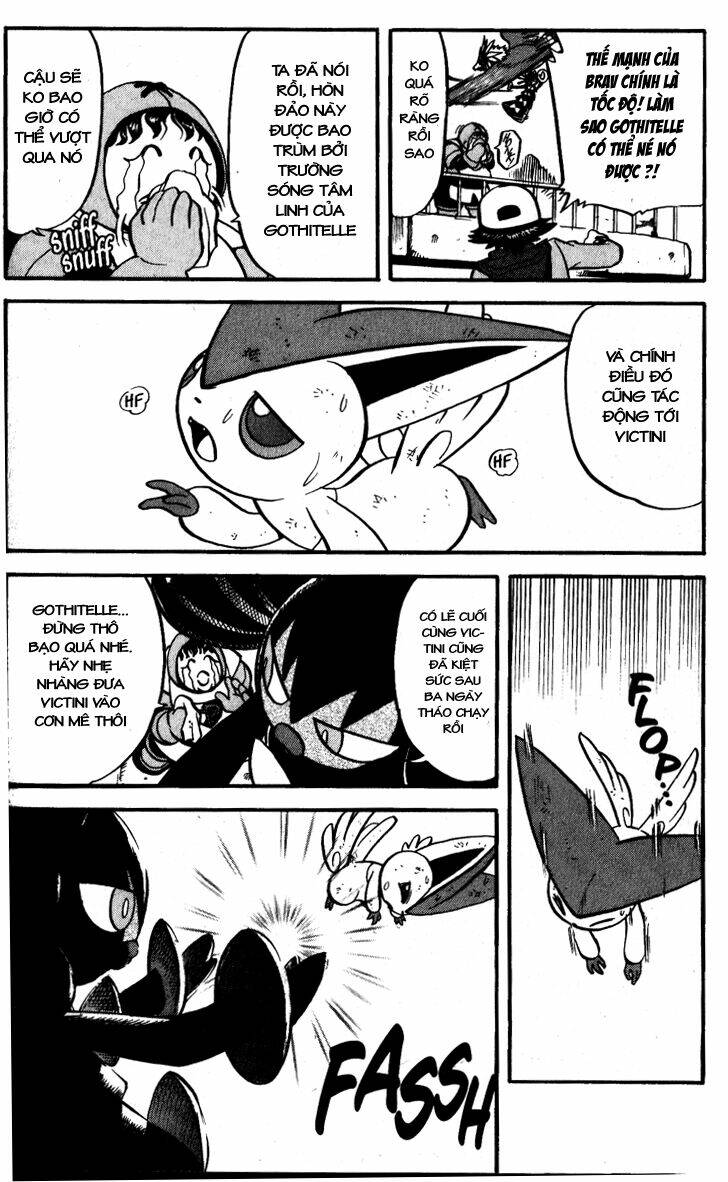 THẾ MẠNH CỦA
BRAV CHÍNH LÀ
TỐC ĐỘ! LÀM
SAO GOTHITELLE
CÓ THỂ NÉ NÓ
ĐƯỢC ?!
KO
QUÁ
RÕ
RÀNG
RỒI
SAO
TA ĐÃ NÓI
RỒI, HÒN
ĐẢO NÀY
ĐƯỢC BAO
TRÙM BỞI
TRƯỜNG
SÓNG TÂM
LINH CỦA
GOTHITELLE
CẬU SẼ
KO BAO
GIỜ CÓ
THỂ VƯỢT
QUA NÓ
sniff
snuff
VÀ CHÍNH
ĐIỀU ĐÓ
CŨNG TÁC
ĐỘNG TỚI
VICTINI
HF
HF
FLOP...
CÓ LẼ CUỐI
CÙNG VIC-
TINI CŨNG
ĐÃ KIỆT
SỨC SAU
BA NGÀY
THÁO CHẠY
RỒI
GOTHITELLE...
ĐỪNG THÔ
BẠO QUÁ NHÉ.
HÃY NHẸ
NHÀNG ĐƯA
VICTINI VÀO
CƠN MÊ THÔI
FASSH